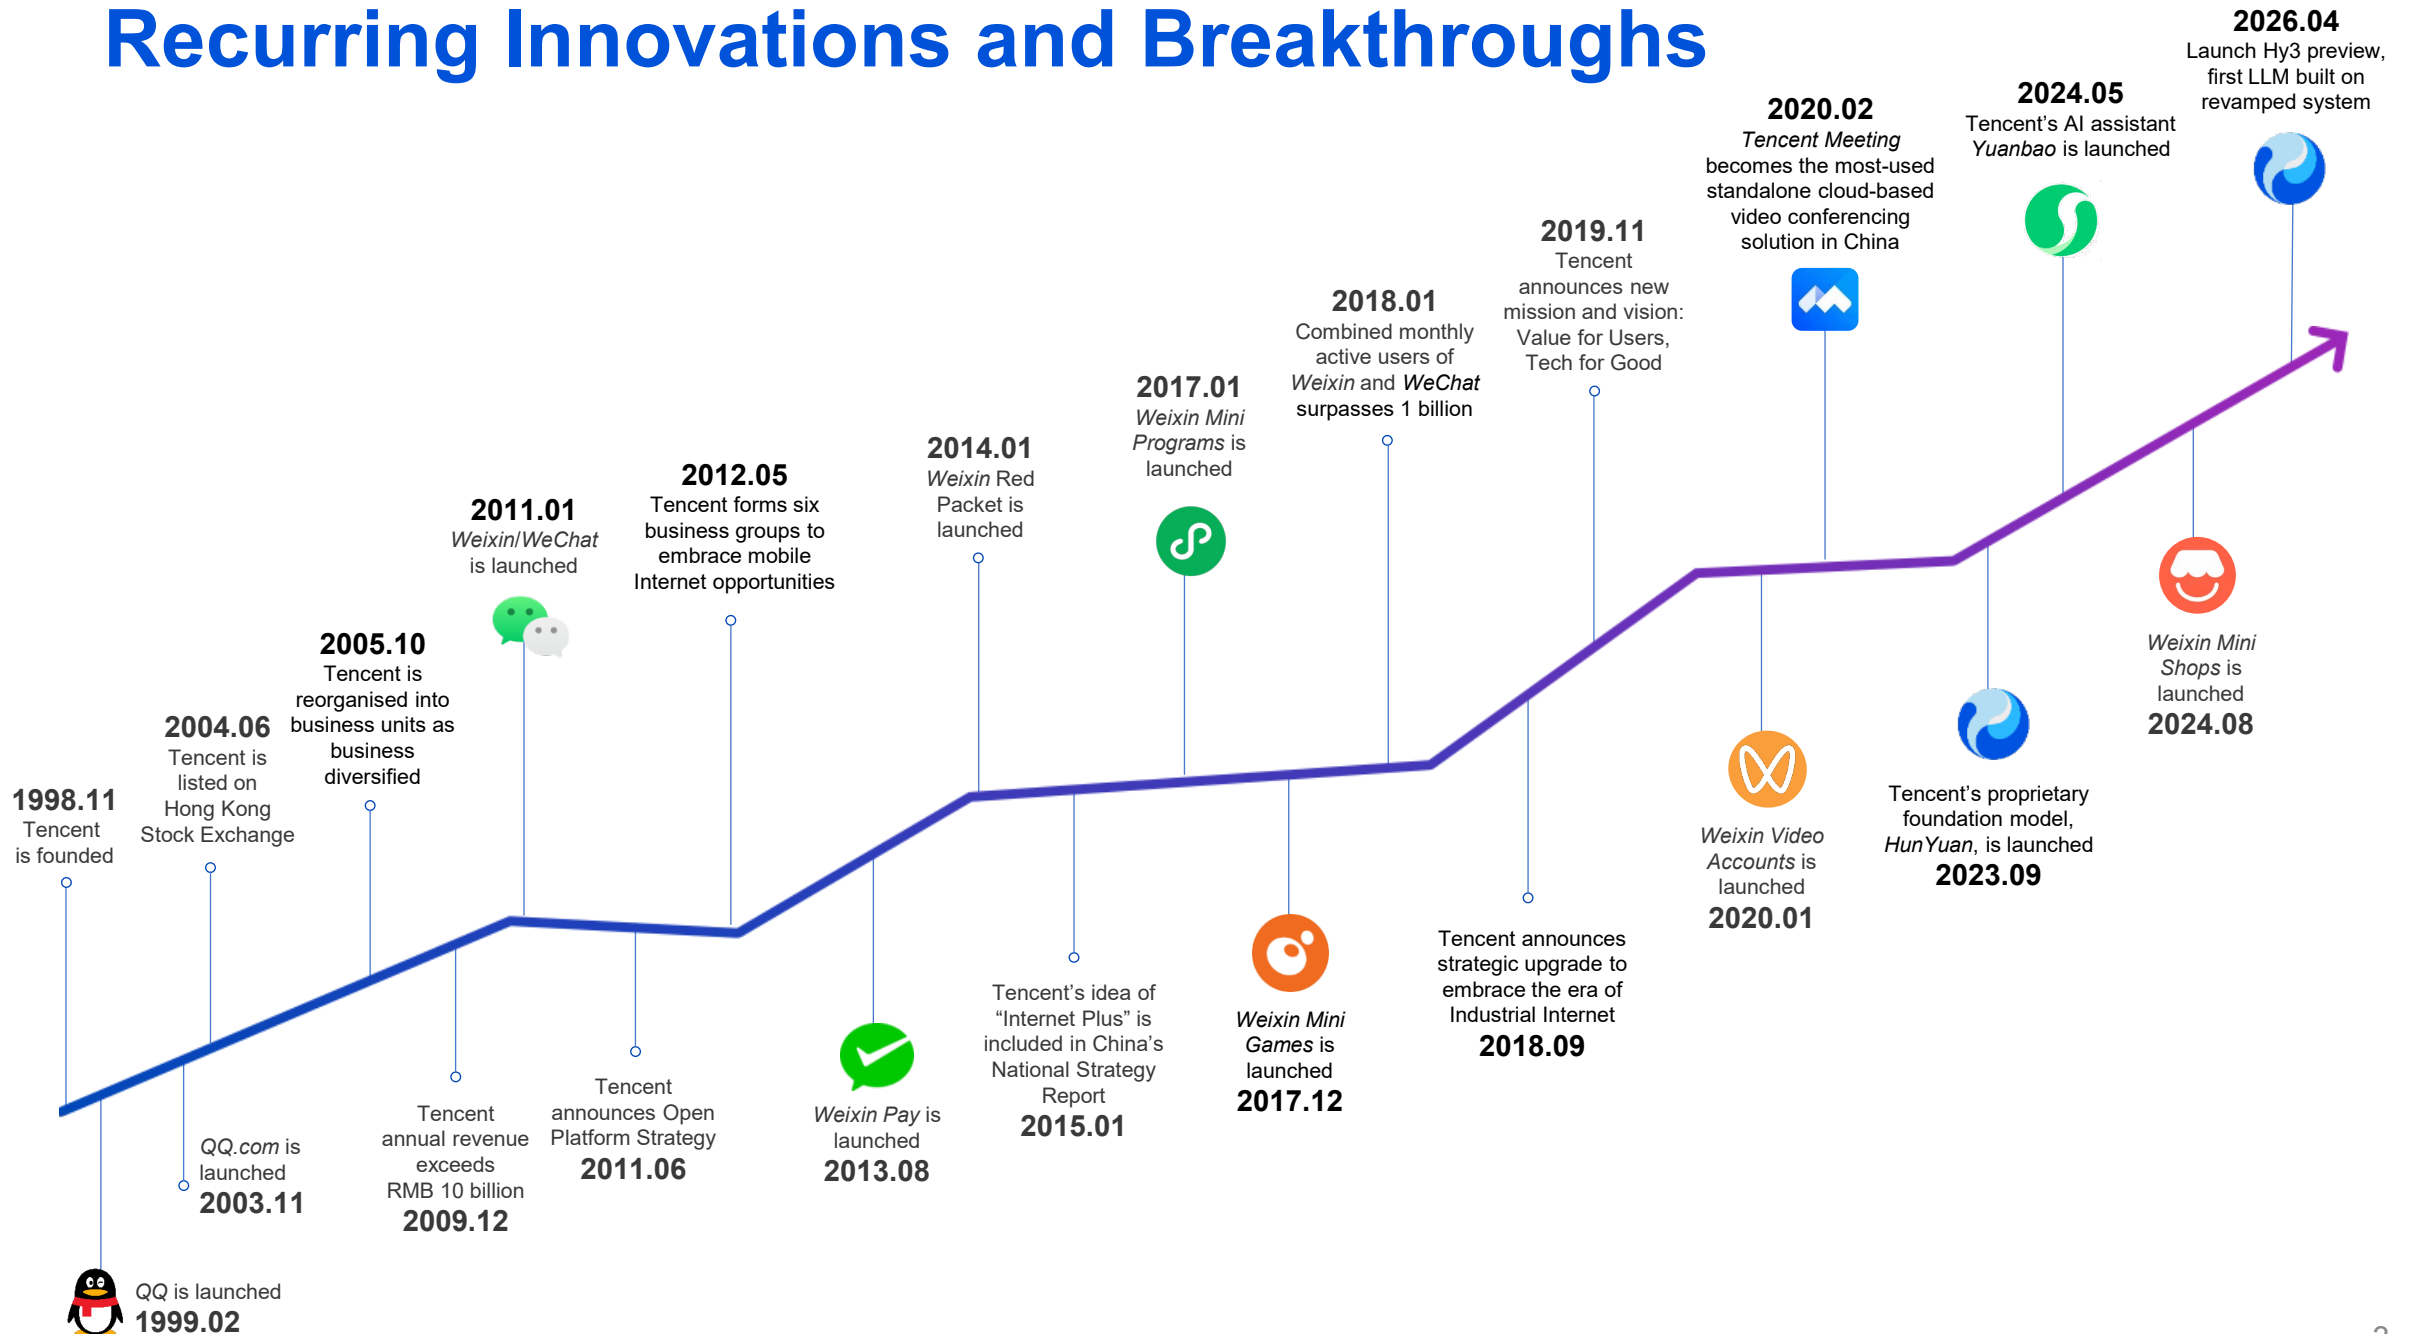 Recurring Innovations and Breakthroughs
1998.11
Tencent
is founded
QQ is launched
1999.02
QQ.com is
launched
2003.11
2004.06
Tencent is
listed on
Hong Kong
Stock Exchange
2005.10
Tencent is
reorganised into
business units as
business
diversified
Tencent
annual revenue
exceeds
RMB 10 billion
2009.12
2011.01
Weixin/WeChat
is launched
Tencent
announces Open
Platform Strategy
2011.06
2012.05
Tencent forms six
business groups to
embrace mobile
Internet opportunities
Weixin Pay is
launched
2013.08
2014.01
Weixin Red
Packet is
launched
Tencent’s idea of
“Internet Plus” is
included in China’s
National Strategy
Report
2015.01
2017.01
Weixin Mini
Programs is
launched
Weixin Mini
Games is
launched
2017.12
2018.01
Combined monthly
active users of
Weixin and WeChat
surpasses 1 billion
Tencent announces
strategic upgrade to
embrace the era of
Industrial Internet
2018.09
2019.11
Tencent
announces new
mission and vision:
Value for Users,
Tech for Good
Weixin Video
Accounts is
launched
2020.01
2020.02
Tencent Meeting
becomes the most-used
standalone cloud-based
video conferencing
solution in China
Tencent’s proprietary
foundation model,
HunYuan, is launched
2023.09
2024.05
Tencent’s AI assistant
Yuanbao is launched
Weixin Mini
Shops is
launched
2024.08
2026.04
Launch Hy3 preview,
first LLM built on
revamped system